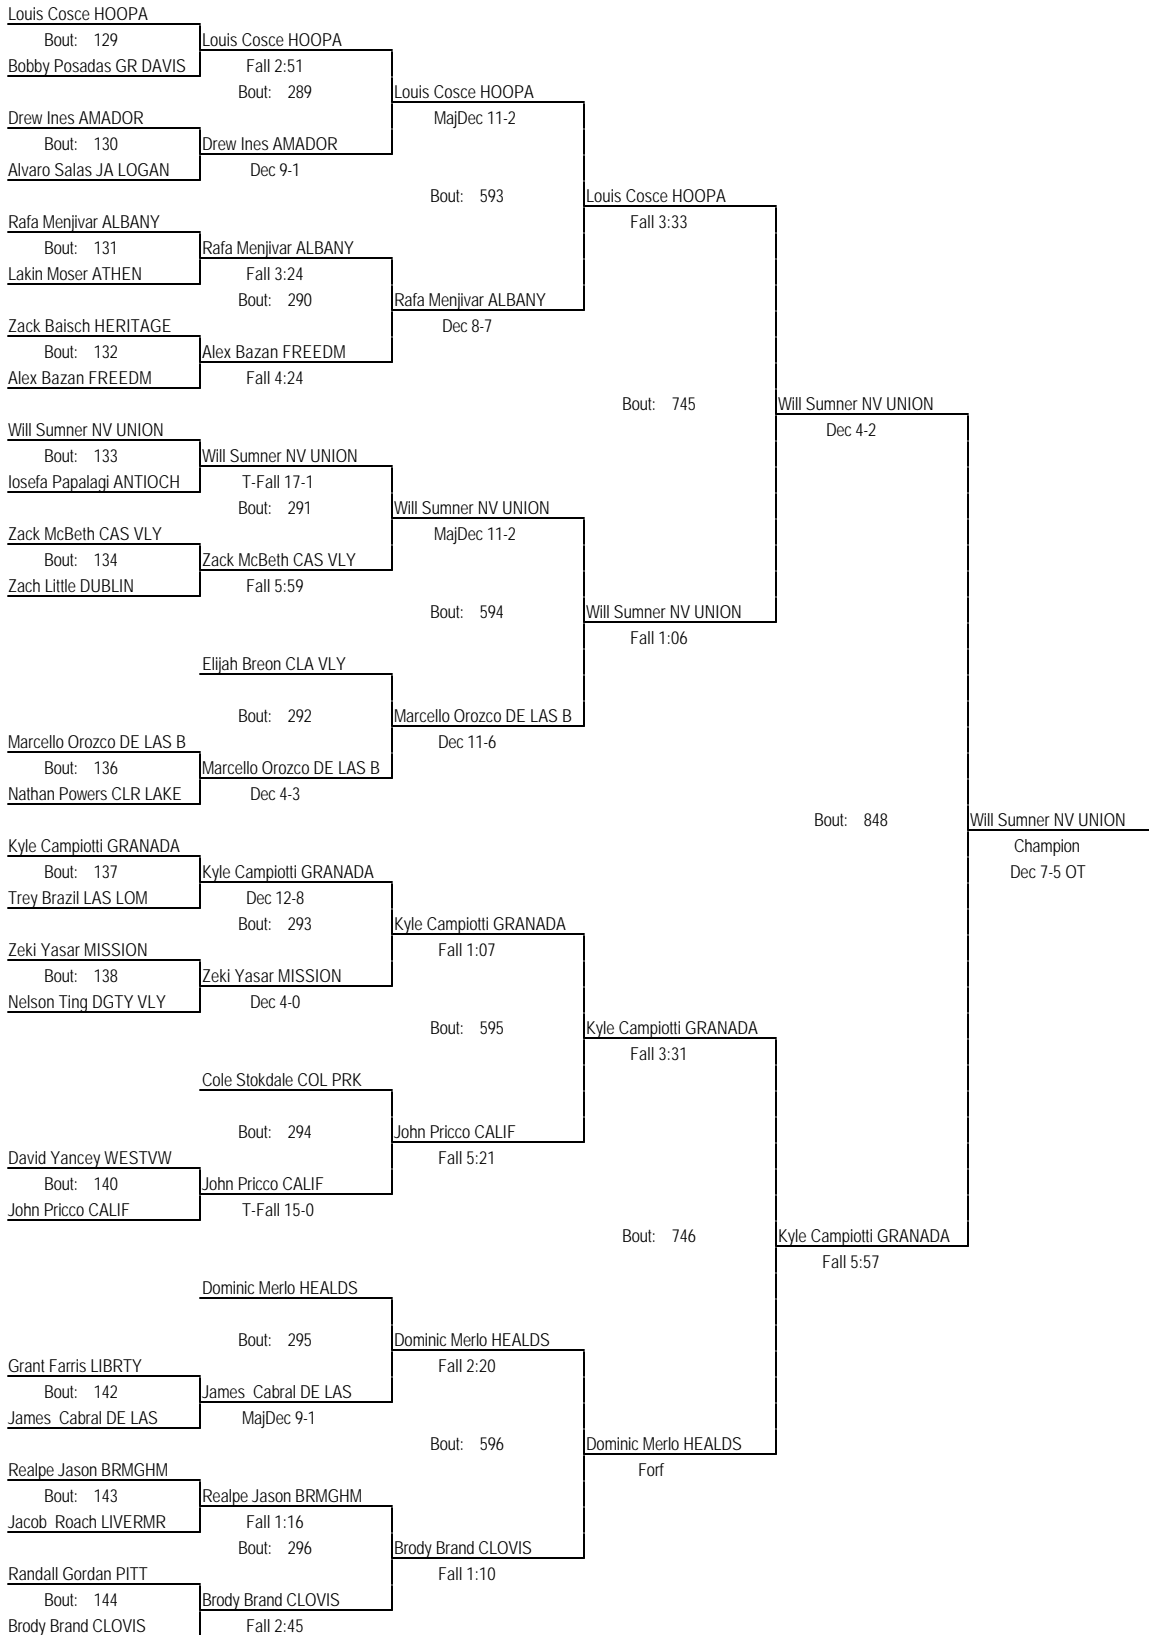 Louis Cosce HOOPA
Bout: 129
Louis Cosce HOOPA
Bobby Posadas GR DAVIS
Fall 2:51
Bout: 289
Louis Cosce HOOPA
Drew Ines AMADOR
MajDec 11-2
Bout: 130
Drew Ines AMADOR
Alvaro Salas JA LOGAN
Dec 9-1
Bout: 593
Louis Cosce HOOPA
Rafa Menjivar ALBANY
Fall 3:33
Bout: 131
Rafa Menjivar ALBANY
Lakin Moser ATHEN
Fall 3:24
Bout: 290
Rafa Menjivar ALBANY
Zack Baisch HERITAGE
Dec 8-7
Bout: 132
Alex Bazan FREEDM
Alex Bazan FREEDM
Fall 4:24
Bout: 745
Will Sumner NV UNION
Will Sumner NV UNION
Dec 4-2
Bout: 133
Will Sumner NV UNION
Iosefa Papalagi ANTIOCH
T-Fall 17-1
Bout: 291
Will Sumner NV UNION
Zack McBeth CAS VLY
MajDec 11-2
Bout: 134
Zack McBeth CAS VLY
Zach Little DUBLIN
Fall 5:59
Bout: 594
Will Sumner NV UNION
Fall 1:06
Elijah Breon CLA VLY
Bout: 292
Marcello Orozco DE LAS B
Marcello Orozco DE LAS B
Dec 11-6
Bout: 136
Marcello Orozco DE LAS B
Nathan Powers CLR LAKE
Dec 4-3
Bout: 848
Will Sumner NV UNION
Kyle Campiotti GRANADA
Champion
Bout: 137
Kyle Campiotti GRANADA
Dec 7-5 OT
Trey Brazil LAS LOM
Dec 12-8
Bout: 293
Kyle Campiotti GRANADA
Zeki Yasar MISSION
Fall 1:07
Bout: 138
Zeki Yasar MISSION
Nelson Ting DGTY VLY
Dec 4-0
Bout: 595
Kyle Campiotti GRANADA
Fall 3:31
Cole Stokdale COL PRK
Bout: 294
John Pricco CALIF
David Yancey WESTVW
Fall 5:21
Bout: 140
John Pricco CALIF
John Pricco CALIF
T-Fall 15-0
Bout: 746
Kyle Campiotti GRANADA
Fall 5:57
Dominic Merlo HEALDS
Bout: 295
Dominic Merlo HEALDS
Grant Farris LIBRTY
Fall 2:20
Bout: 142
James Cabral DE LAS
James Cabral DE LAS
MajDec 9-1
Bout: 596
Dominic Merlo HEALDS
Realpe Jason BRMGHM
Forf
Bout: 143
Realpe Jason BRMGHM
Jacob Roach LIVERMR
Fall 1:16
Bout: 296
Brody Brand CLOVIS
Randall Gordan PITT
Fall 1:10
Bout: 144
Brody Brand CLOVIS
Brody Brand CLOVIS
Fall 2:45